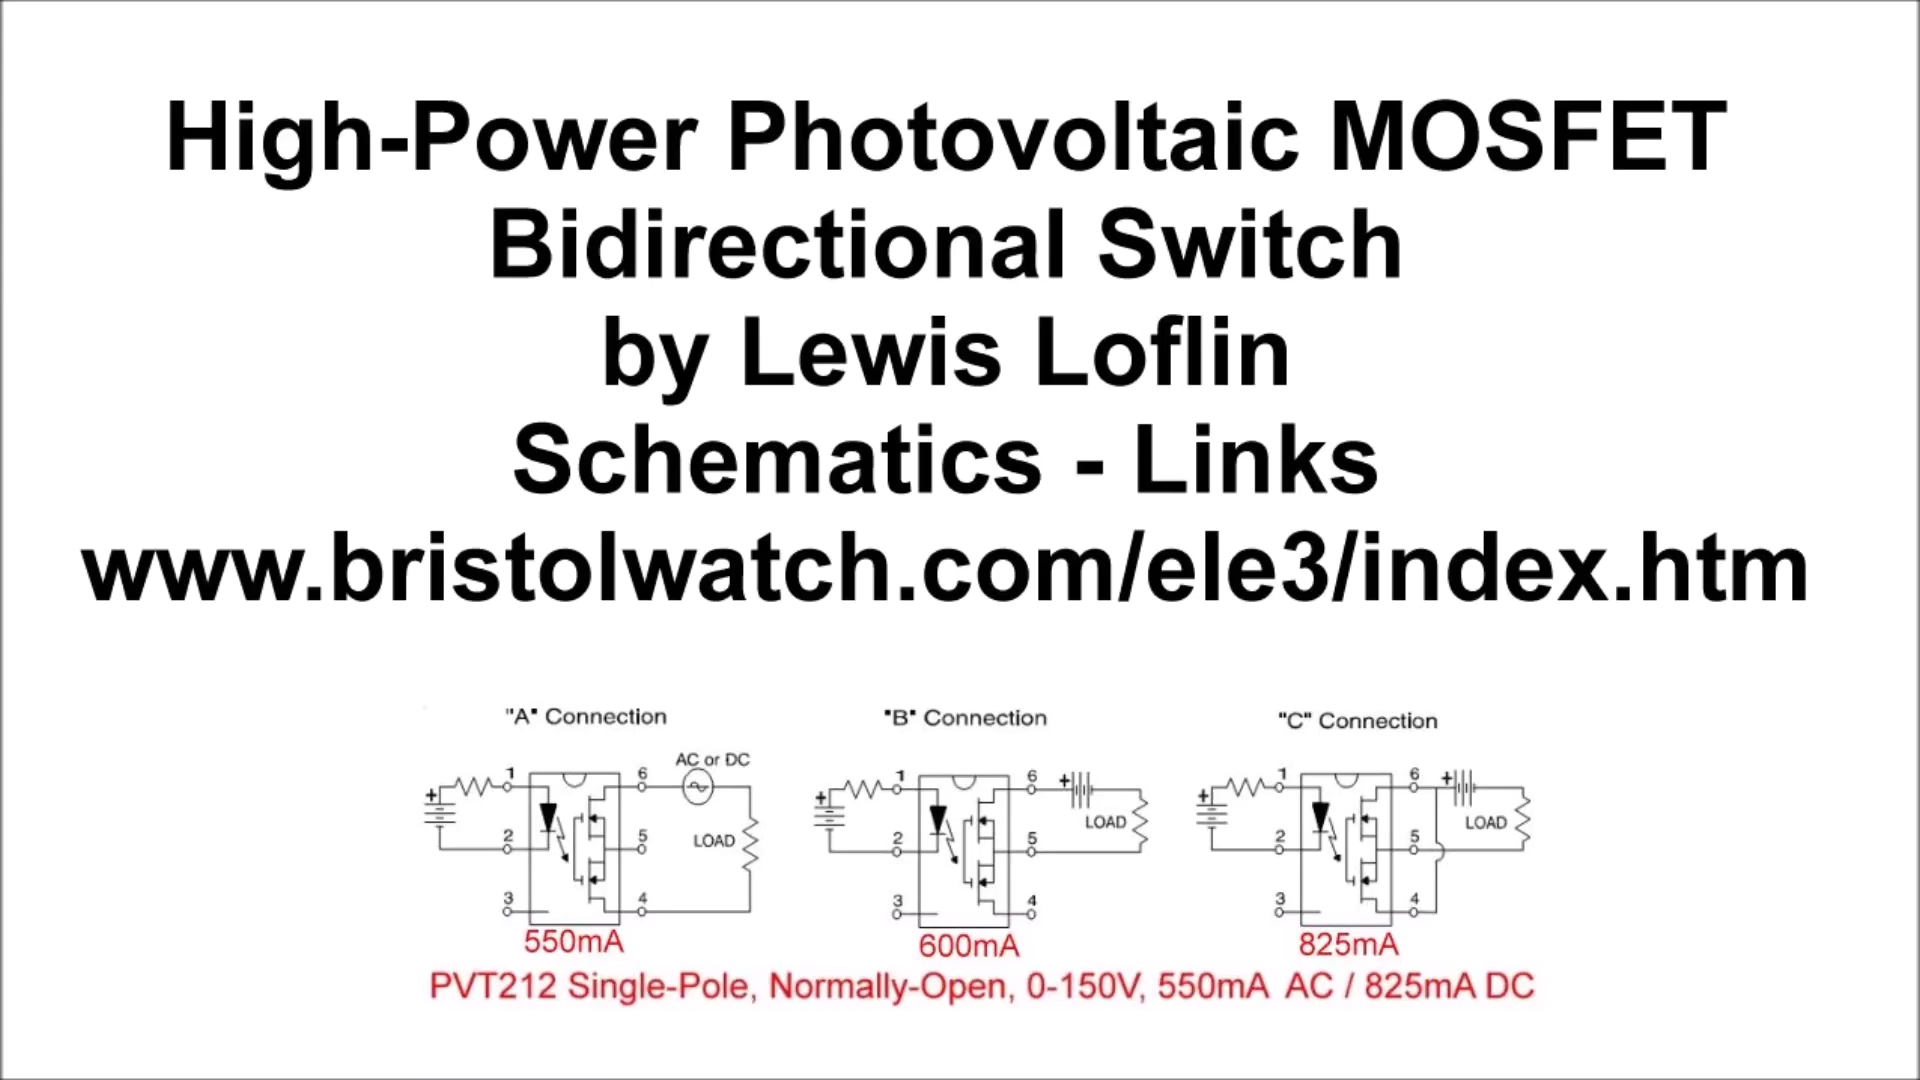 High-Power Photovoltaic MOSFET
Bidirectional Switch
by Lewis Loflin
Schematics - Links
www.bristolwatch.com/ele3/index.htm
"A" Connection
AC or DC
1
6
+
2
5
LOAD
3
4
550mA
"B" Connection
1
6
+
+
LOAD
2
5
3
4
600mA
"C" Connection
1
6
+
+
LOAD
2
5
3
4
825mA
PVT212 Single-Pole, Normally-Open, 0-150V, 550mA AC / 825mA DC